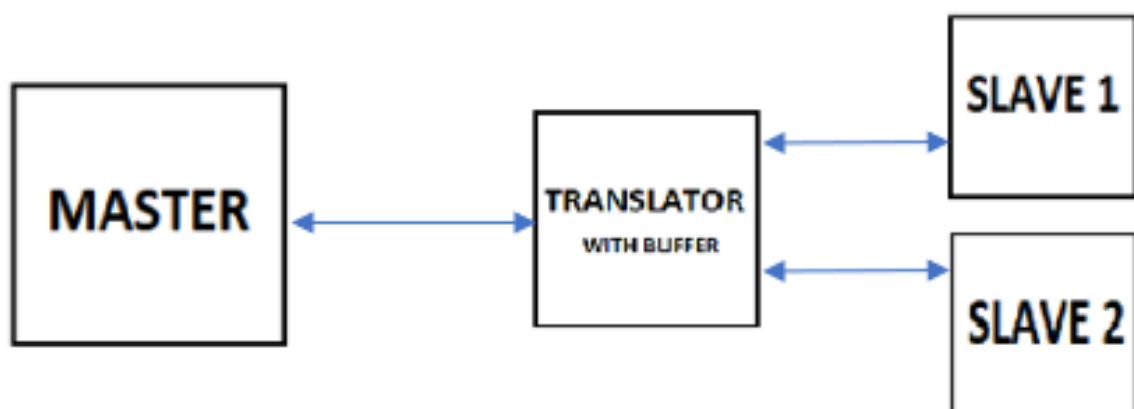 MASTER
TRANSLATOR
WITH BUFFER
SLAVE 1
SLAVE 2